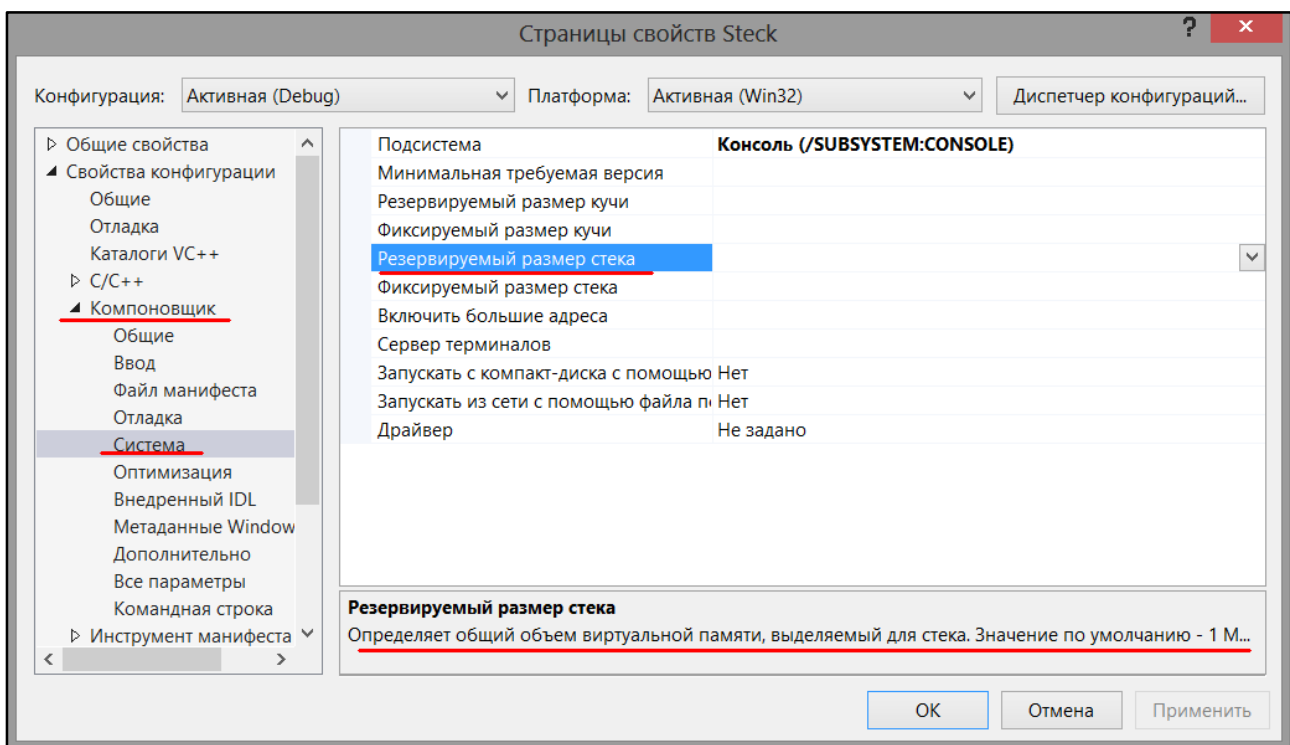 Страницы свойств Steck
?
Конфигурация: Активная (Debug) Платформа: Активная (Win32) Диспетчер конфигураций...
Общие свойства
Свойства конфигурации
Общие
Отладка
Каталоги VC++
C/C++
Компоновщик
Общие
Ввод
Файл манифеста
Отладка
Система
Оптимизация
Внедренный IDL
Метаданные Window
Дополнительно
Все параметры
Командная строка
Инструмент манифеста
Подсистема Консоль (/SUBSYSTEM:CONSOLE)
Минимальная требуемая версия
Резервируемый размер кучи
Фиксируемый размер кучи
Резервируемый размер стека
Фиксируемый размер стека
Включить большие адреса
Сервер терминалов
Запускать с компакт-диска с помощью Нет
Запускать из сети с помощью файла п Нет
Драйвер Не задано
Резервируемый размер стека
Определяет общий объем виртуальной памяти, выделяемый для стека. Значение по умолчанию - 1 М...
ОК Отмена Применить